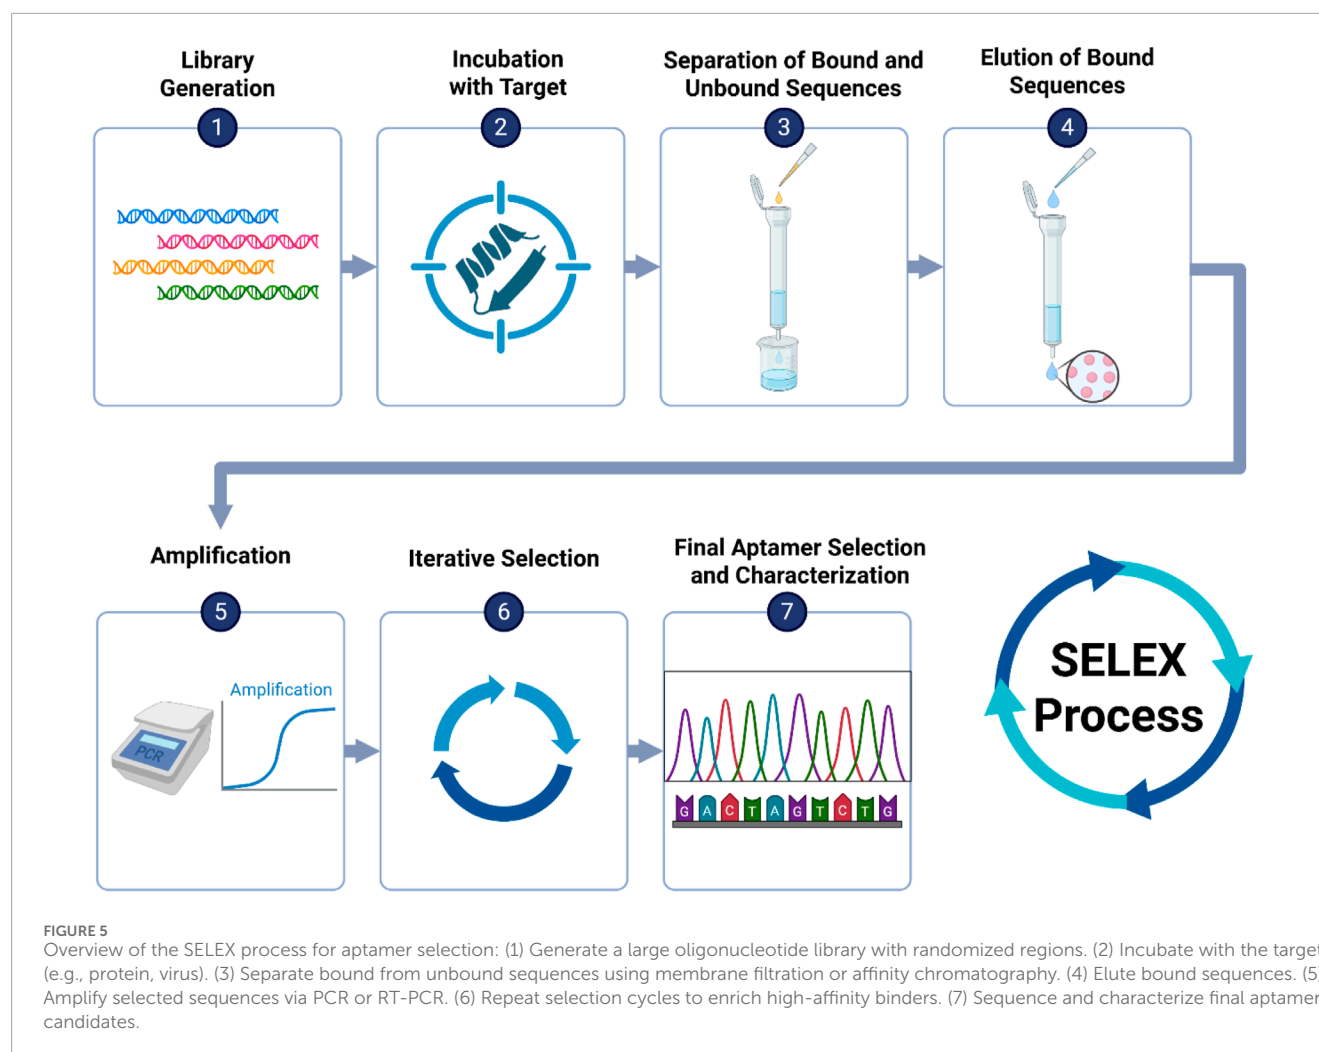 Library
Generation
1
Incubation
with Target
2
Separation of Bound and
Unbound Sequences
3
Elution of Bound
Sequences
4
Amplification
5
Amplification
PCR
Iterative Selection
6
Final Aptamer Selection
and Characterization
7
G A C T A G T C T G
SELEX
Process
FIGURE 5
Overview of the SELEX process for aptamer selection: (1) Generate a large oligonucleotide library with randomized regions. (2) Incubate with the target
(e.g., protein, virus). (3) Separate bound from unbound sequences using membrane filtration or affinity chromatography. (4) Elute bound sequences. (5)
Amplify selected sequences via PCR or RT-PCR. (6) Repeat selection cycles to enrich high-affinity binders. (7) Sequence and characterize final aptamer
candidates.